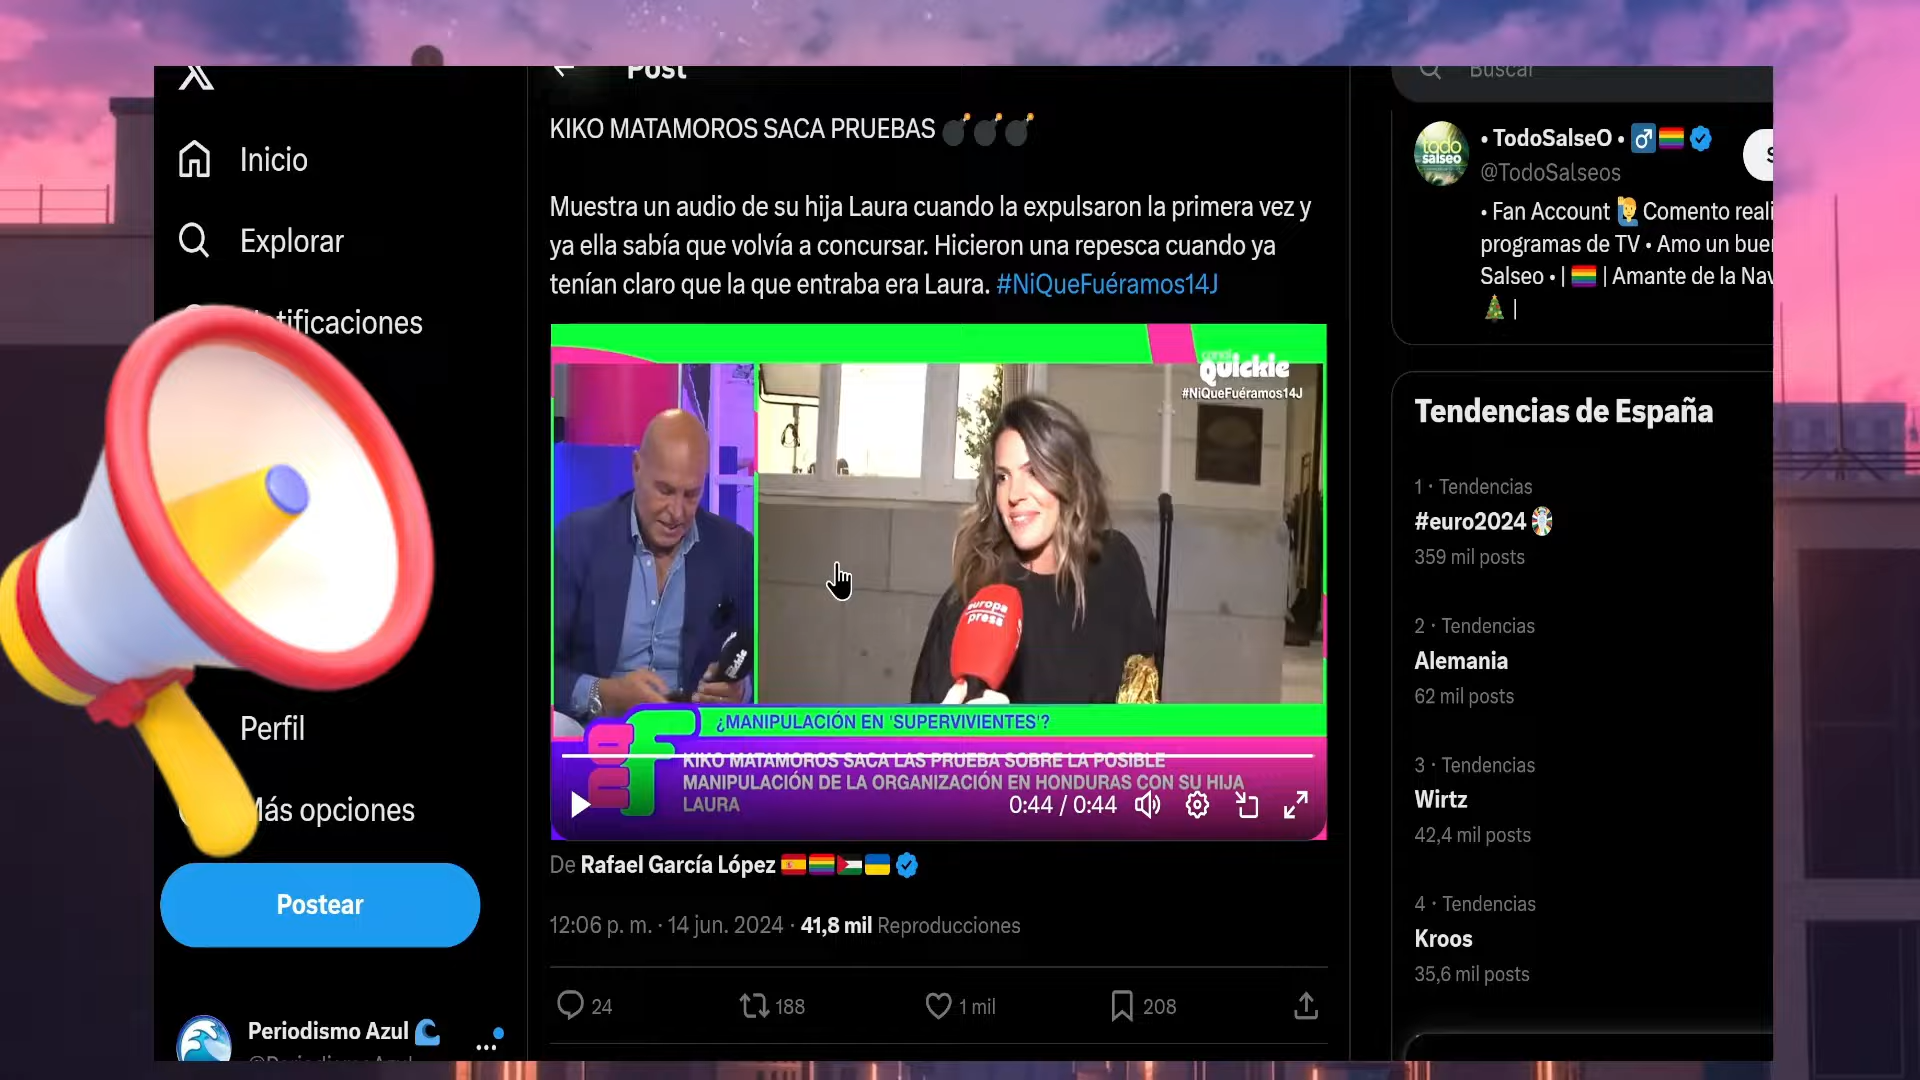 Post
Buscar
Inicio
Explorar
Notificaciones
Perfil
Más opciones
Postear
Periodismo Azul
KIKO MATAMOROS SACA PRUEBAS
Muestra un audio de su hija Laura cuando la expulsaron la primera vez y
ya ella sabía que volvía a concursar. Hicieron una repesca cuando ya
tenían claro que la que entraba era Laura. #NiQueFuéramos14J
canal
Quickie
#NiQueFuéramos14J
europa
press
quickie
¿MANIPULACIÓN EN 'SUPERVIVIENTES'?
KIKO MATAMOROS SACA LAS PRUEBA SOBRE LA POSIBLE
MANIPULACIÓN DE LA ORGANIZACIÓN EN HONDURAS CON SU HIJA
LAURA
0:44 / 0:44
De Rafael García López
12:06 p. m. · 14 jun. 2024 · 41,8 mil Reproducciones
24
188
1 mil
208
todo
salseo
• TodoSalseO •
@TodoSalseos
• Fan Account Comento reali
programas de TV • Amo un buen
Salseo • | | Amante de la Nav
|
Tendencias de España
1 · Tendencias
#euro2024
359 mil posts
2 · Tendencias
Alemania
62 mil posts
3 · Tendencias
Wirtz
42,4 mil posts
4 · Tendencias
Kroos
35,6 mil posts